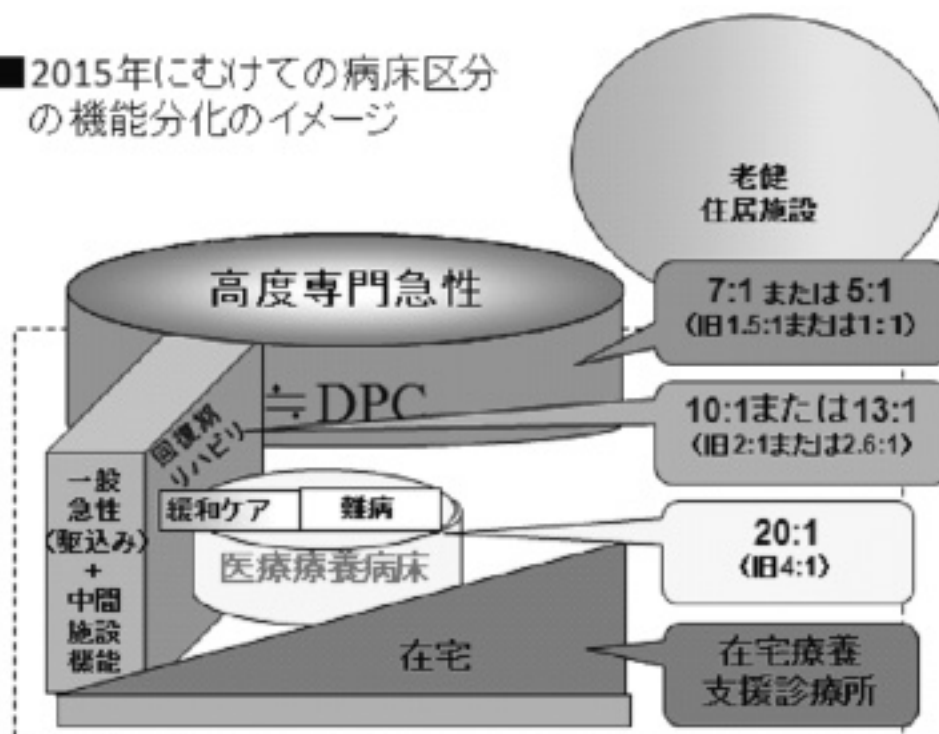 ■2015年にむけての病床区分
の機能分化のイメージ
老健
住居施設
高度専門急性
7:1 または 5:1
(旧1.5:1または1:1)
≒DPC
10:1または13:1
(旧2:1または2.6:1)
回復期
リハビリ
一般
急性
(駆込み)
+
中間
施設
機能
緩和ケア
難病
医療療養病床
20:1
(旧4:1)
在宅
在宅療養
支援診療所